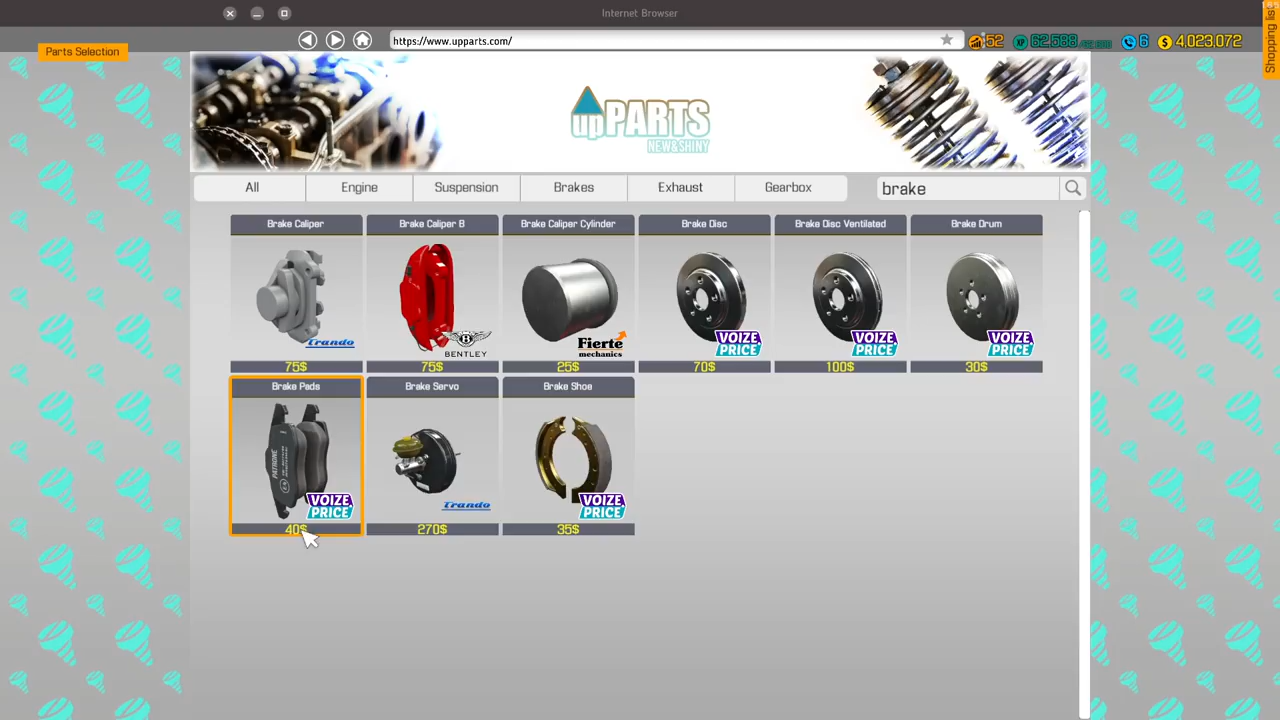 Internet Browser
Parts Selection
https://www.upparts.com/
52
6
4,023,072
Shopping list
upPARTS
NEW&SHINY
All
Engine
Suspension
Brakes
Exhaust
Gearbox
brake
Brake Caliper
Brake Caliper B
Brake Caliper Cylinder
Brake Disc
Brake Disc Ventilated
Brake Drum
Trando
BENTLEY
Fierte
mechanics
VOIZE
PRICE
VOIZE
PRICE
VOIZE
PRICE
75$
75$
25$
70$
100$
30$
Brake Pads
Brake Servo
Brake Shoe
PATRONE
VOIZE
PRICE
Trando
VOIZE
PRICE
40$
270$
35$